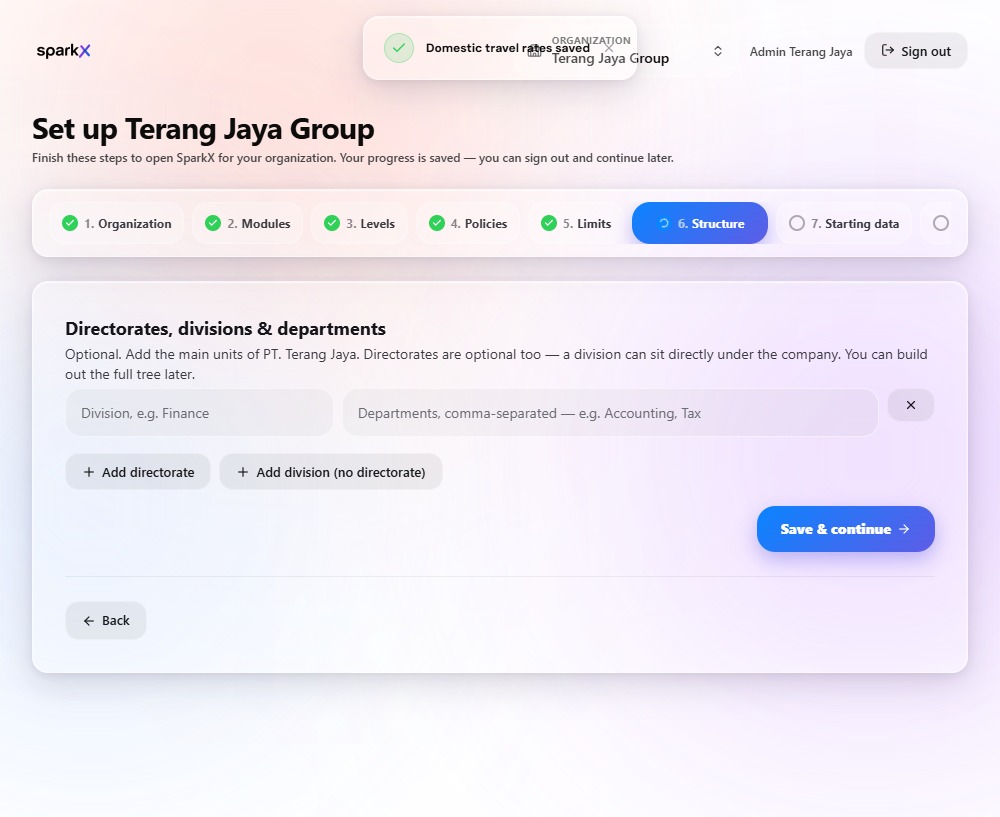 sparkX
Domestic travel rates saved
ORGANIZATION
Terang Jaya Group
Admin Terang Jaya
Sign out
Set up Terang Jaya Group
Finish these steps to open SparkX for your organization. Your progress is saved — you can sign out and continue later.
1. Organization
2. Modules
3. Levels
4. Policies
5. Limits
6. Structure
7. Starting data
Directorates, divisions & departments
Optional. Add the main units of PT. Terang Jaya. Directorates are optional too — a division can sit directly under the company. You can build
out the full tree later.
Division, e.g. Finance
Departments, comma-separated — e.g. Accounting, Tax
Add directorate
Add division (no directorate)
Save & continue
Back